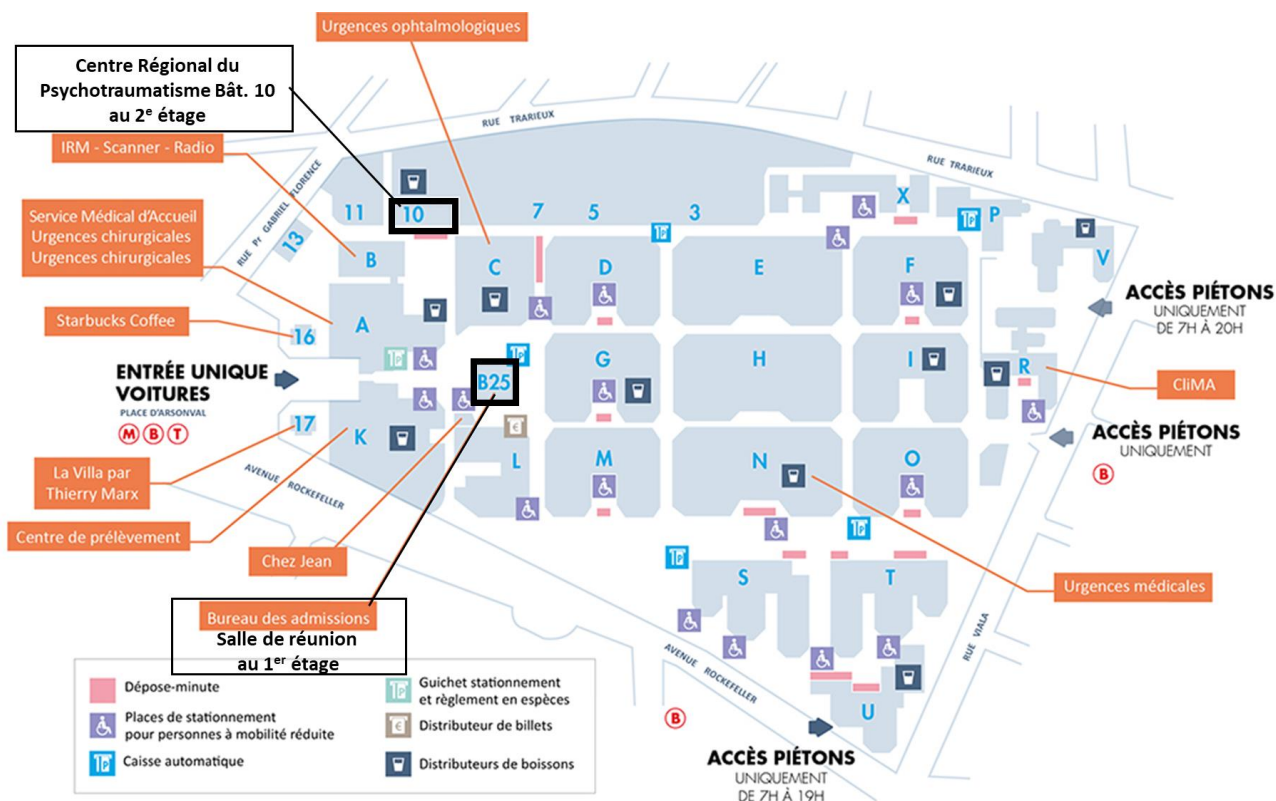 Urgences ophtalmologiques
Centre Régional du
Psychotraumatisme Bât. 10
au 2e étage
RUE TRARIEUX
IRM - Scanner - Radio
RUE TRARIEUX
RUE Pr GABRIEL FLORENCE
11
10
7
5
3
X
P
13
Service Médical d'Accueil
Urgences chirurgicales
Urgences chirurgicales
B
C
D
E
F
V
ACCÈS PIÉTONS
UNIQUEMENT
DE 7H À 20H
Starbucks Coffee
16
A
ENTRÉE UNIQUE
VOITURES
PLACE D'ARSONVAL
M B T
B25
G
H
I
R
CliMA
17
K
ACCÈS PIÉTONS
UNIQUEMENT
B
La Villa par
Thierry Marx
AVENUE ROCKEFELLER
L
M
N
O
Centre de prélèvement
Chez Jean
S
T
Urgences médicales
Bureau des admissions
Salle de réunion
au 1er étage
AVENUE ROCKEFELLER
RUE VIALA
U
B
ACCÈS PIÉTONS
UNIQUEMENT
DE 7H À 19H
Dépose-minute
Places de stationnement
pour personnes à mobilité réduite
Caisse automatique
Guichet stationnement
et règlement en espèces
Distributeur de billets
Distributeurs de boissons